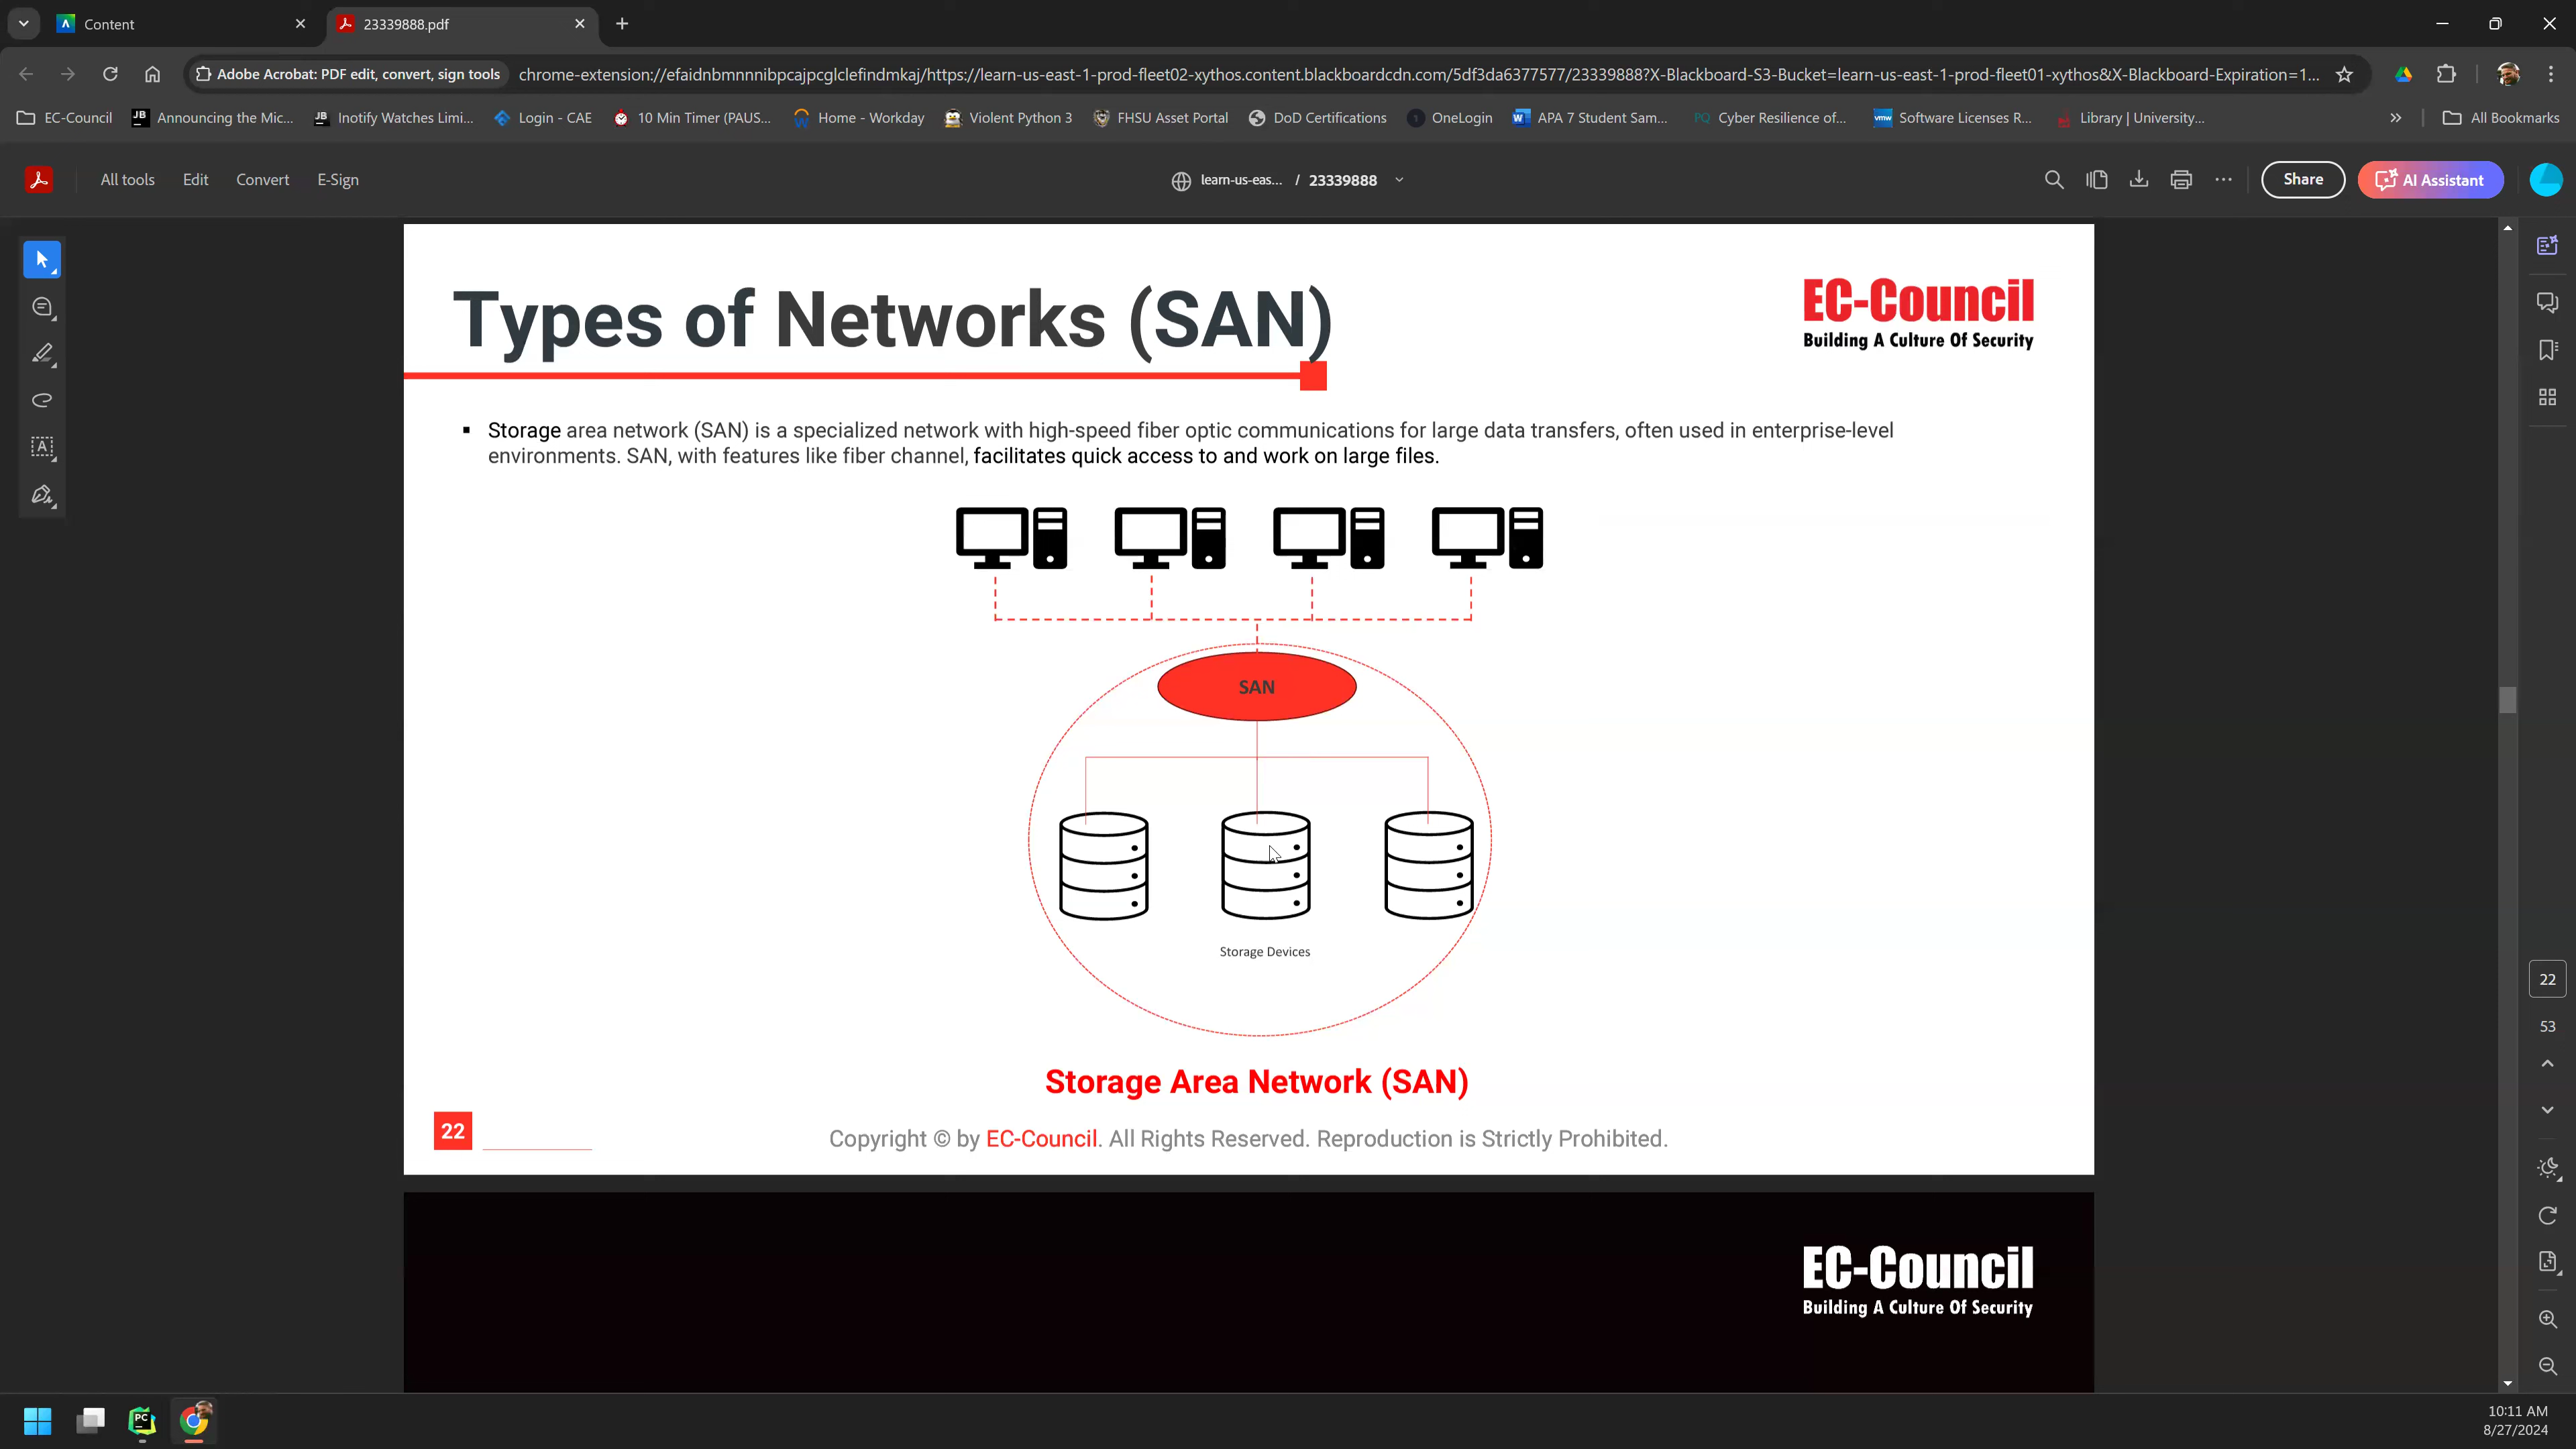 Content
23339888.pdf
Adobe Acrobat: PDF edit, convert, sign tools
chrome-extension://efaidnbmnnnibpcajpcglclefindmkaj/https://learn-us-east-1-prod-fleet02-xythos.content.blackboardcdn.com/5df3da6377577/23339888?X-Blackboard-S3-Bucket=learn-us-east-1-prod-fleet01-xythos&X-Blackboard-Expiration=1...
EC-Council
JB Announcing the Mic...
JB Inotify Watches Limi...
Login - CAE
10 Min Timer (PAUS...
Home - Workday
Violent Python 3
FHSU Asset Portal
DoD Certifications
OneLogin
APA 7 Student Sam...
PQ Cyber Resilience of...
vmw Software Licenses R...
Library | University...
All Bookmarks
All tools
Edit
Convert
E-Sign
learn-us-eas... / 23339888
Share
AI Assistant
Types of Networks (SAN)
EC-Council
Building A Culture Of Security
▪ Storage area network (SAN) is a specialized network with high-speed fiber optic communications for large data transfers, often used in enterprise-level
environments. SAN, with features like fiber channel, facilitates quick access to and work on large files.
SAN
Storage Devices
Storage Area Network (SAN)
22
Copyright © by EC-Council. All Rights Reserved. Reproduction is Strictly Prohibited.
EC-Council
Building A Culture Of Security
22
53
PC
10:11 AM
8/27/2024